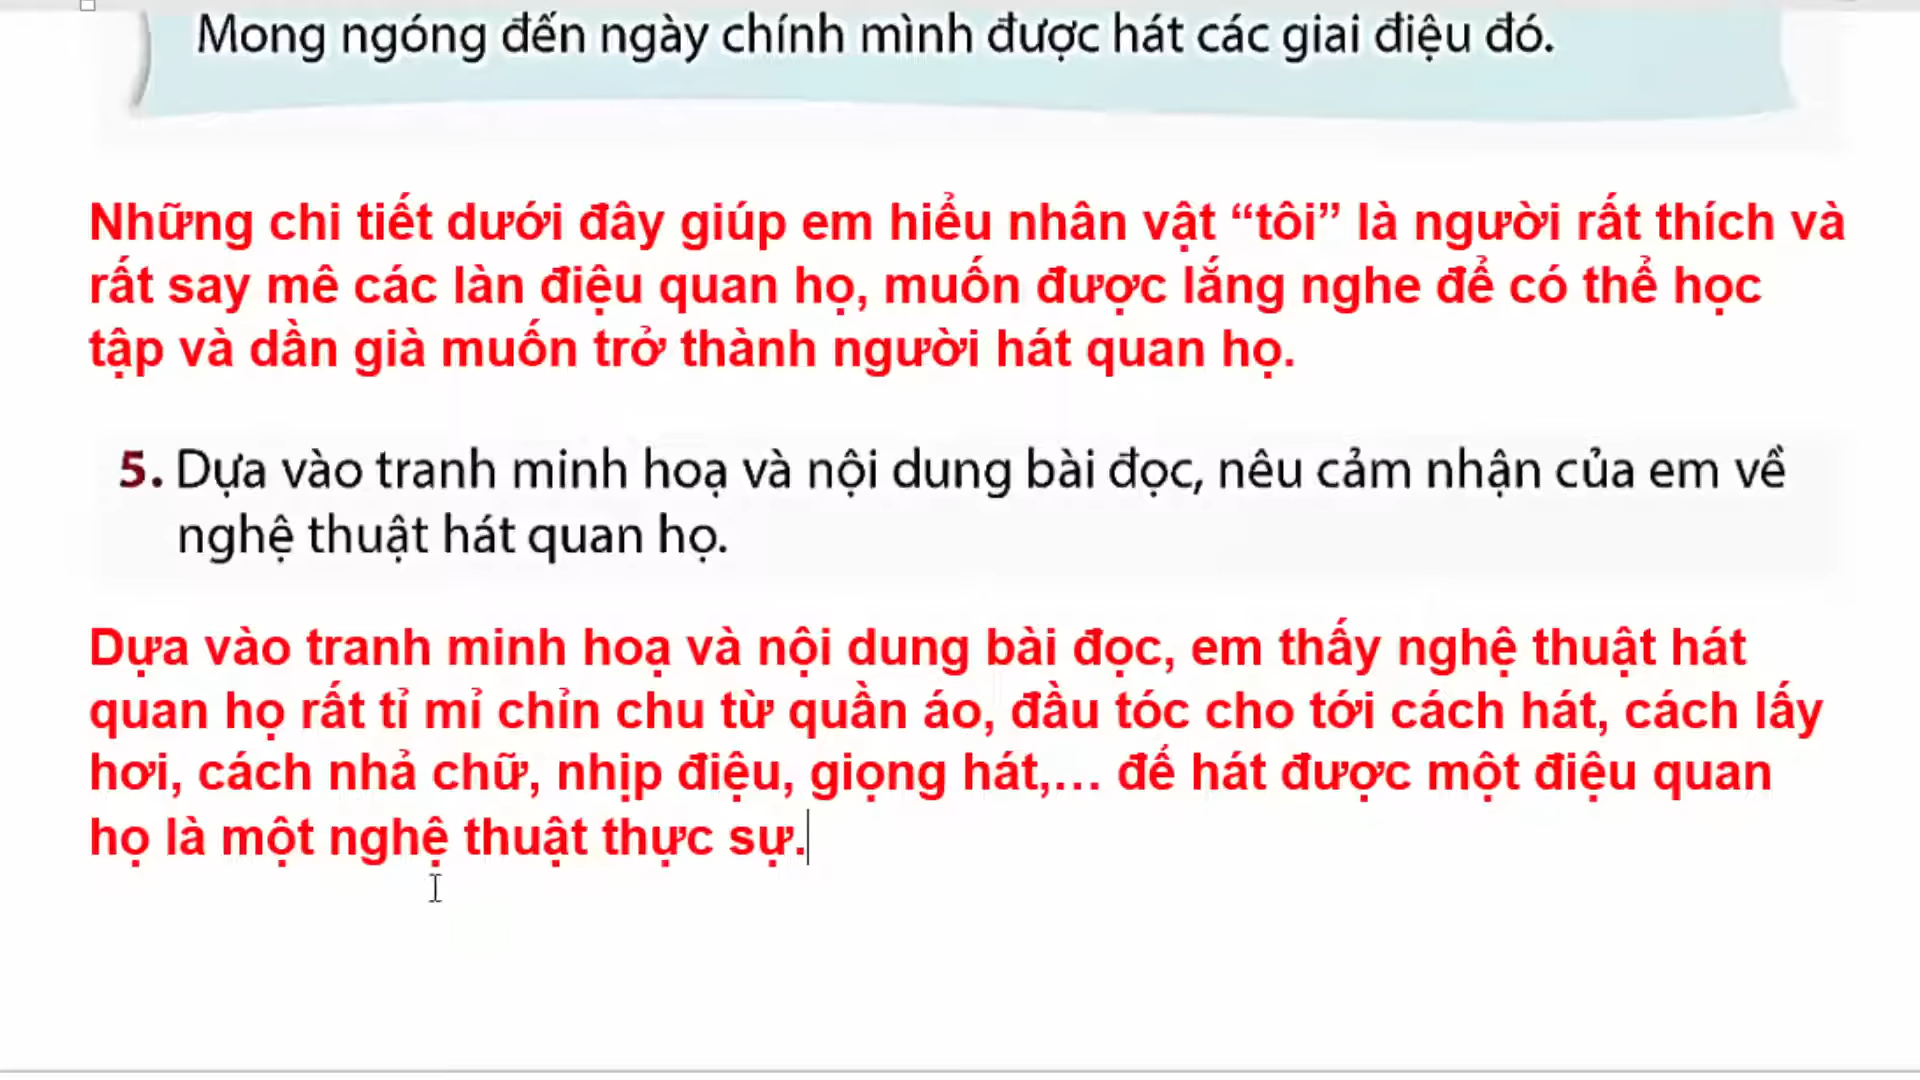 Mong ngóng đến ngày chính mình được hát các giai điệu đó.
Những chi tiết dưới đây giúp em hiểu nhân vật “tôi” là người rất thích và
rất say mê các làn điệu quan họ, muốn được lắng nghe để có thể học
tập và dần già muốn trở thành người hát quan họ.
5. Dựa vào tranh minh hoạ và nội dung bài đọc, nêu cảm nhận của em về
nghệ thuật hát quan họ.
Dựa vào tranh minh hoạ và nội dung bài đọc, em thấy nghệ thuật hát
quan họ rất tỉ mỉ chỉn chu từ quần áo, đầu tóc cho tới cách hát, cách lấy
hơi, cách nhả chữ, nhịp điệu, giọng hát,... để hát được một điệu quan
họ là một nghệ thuật thực sự.